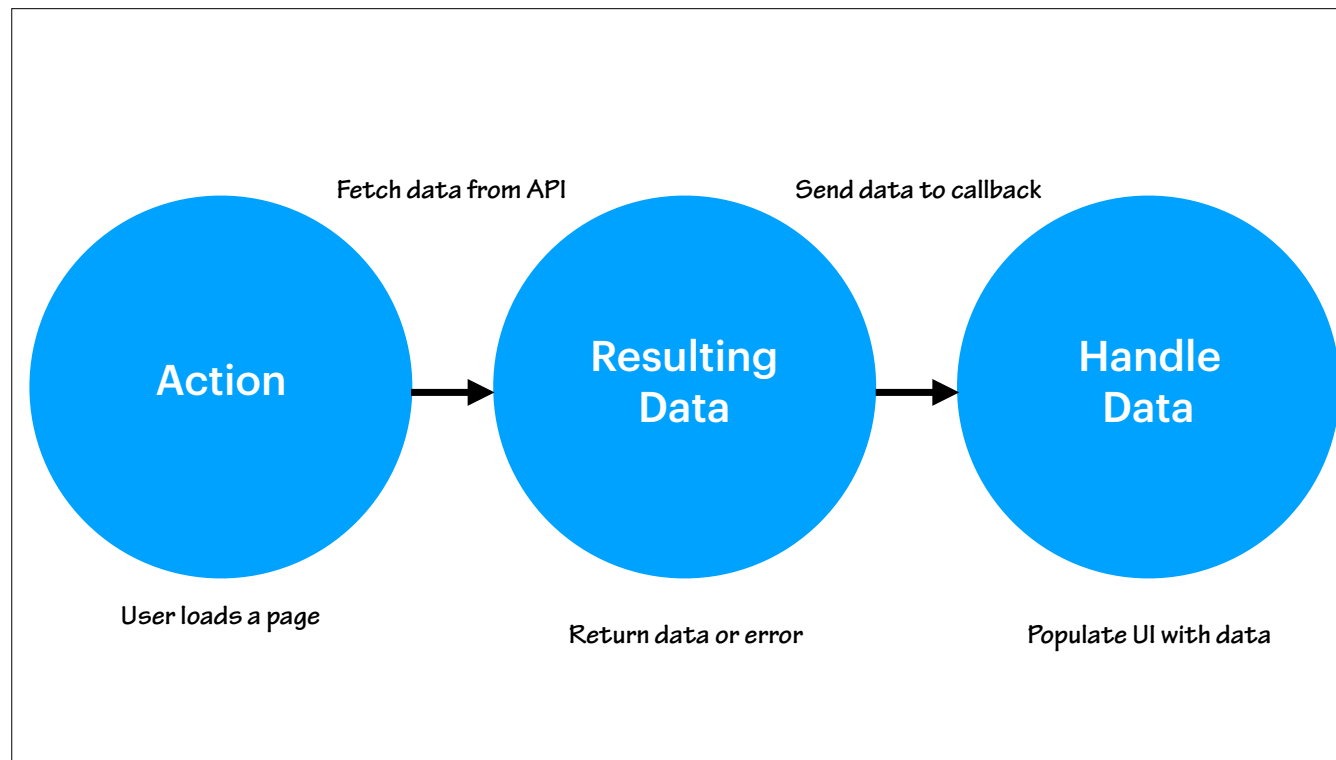 Fetch data from API
Send data to callback
Action
Resulting
Data
Handle
Data
User loads a page
Return data or error
Populate UI with data